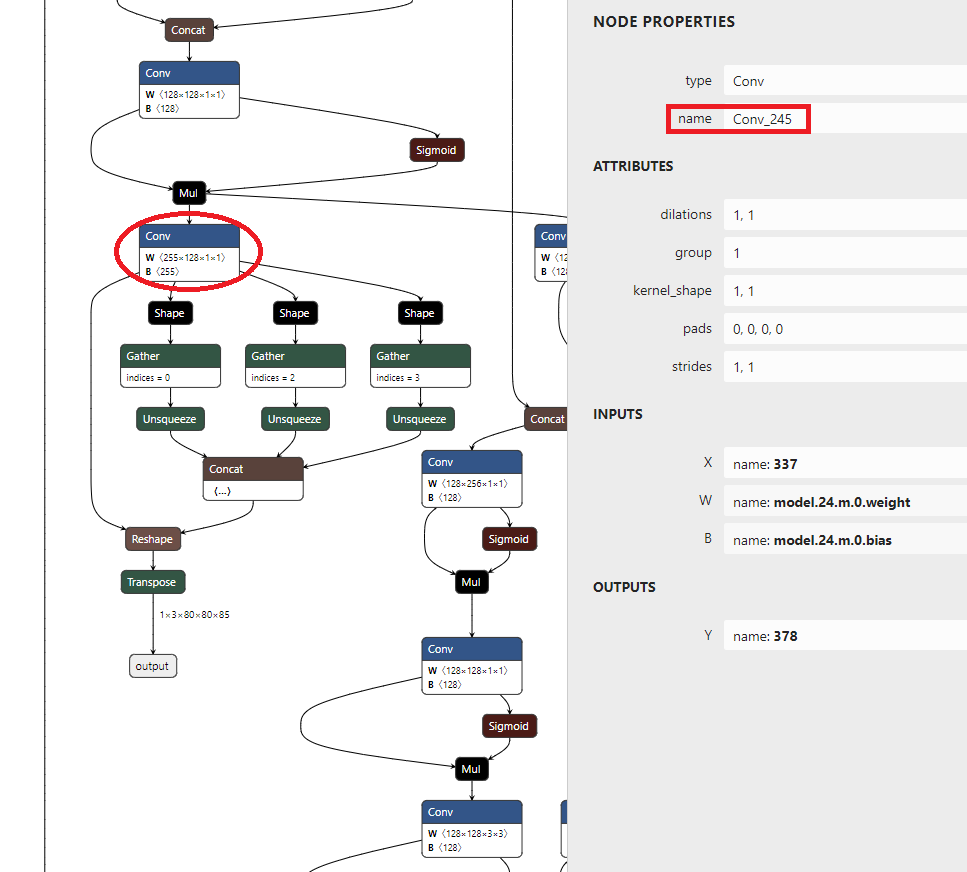 Concat
Conv
W ⟨128×128×1×1⟩
B ⟨128⟩
Sigmoid
Mul
Conv
W ⟨255×128×1×1⟩
B ⟨255⟩
Conv
W ⟨12
B ⟨12
Shape
Shape
Shape
Gather
indices = 0
Gather
indices = 2
Gather
indices = 3
Unsqueeze
Unsqueeze
Unsqueeze
Concat
Concat
⟨...⟩
Conv
W ⟨128×256×1×1⟩
B ⟨128⟩
Reshape
Sigmoid
Transpose
Mul
1×3×80×80×85
output
Conv
W ⟨128×128×1×1⟩
B ⟨128⟩
Sigmoid
Mul
Conv
W ⟨128×128×3×3⟩
B ⟨128⟩
NODE PROPERTIES
type Conv
name Conv_245
ATTRIBUTES
dilations 1, 1
group 1
kernel_shape 1, 1
pads 0, 0, 0, 0
strides 1, 1
INPUTS
X name: 337
W name: model.24.m.0.weight
B name: model.24.m.0.bias
OUTPUTS
Y name: 378